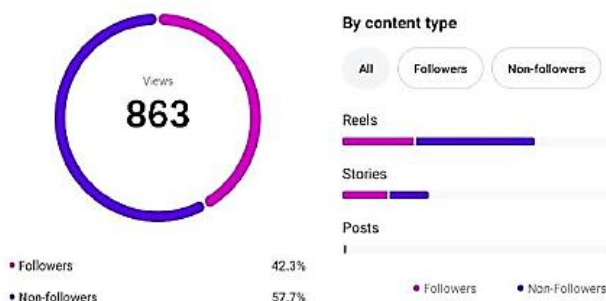 Views
863
• Followers 42.3%
• Non-followers 57.7%
By content type
All Followers Non-followers
Reels
Stories
Posts
• Followers • Non-Followers